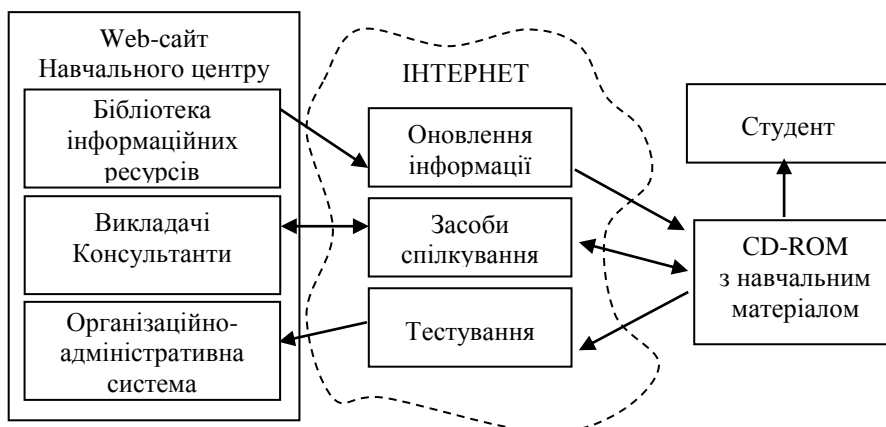 Web-сайт
Навчального центру
Бібліотека
інформаційних
ресурсів
Викладачі
Консультанти
Організаційно-
адміністративна
система
ІНТЕРНЕТ
Оновлення
інформації
Засоби
спілкування
Тестування
Студент
CD-ROM
з навчальним
матеріалом